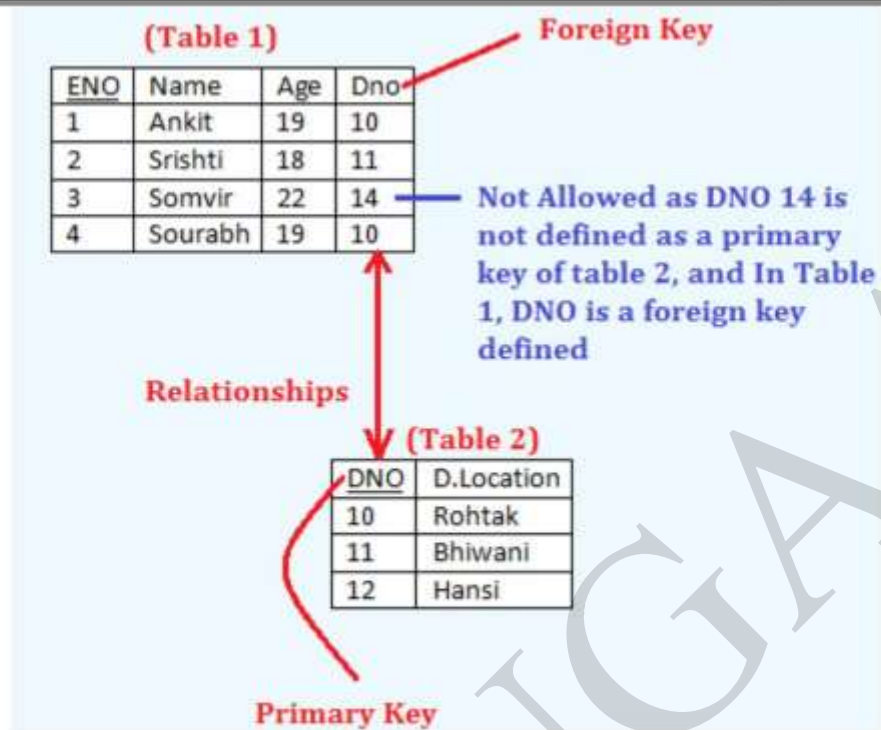 (Table 1)
Foreign Key
ENO Name Age Dno
1 Ankit 19 10
2 Srishti 18 11
3 Somvir 22 14
4 Sourabh 19 10
Not Allowed as DNO 14 is
not defined as a primary
key of table 2, and In Table
1, DNO is a foreign key
defined
Relationships
(Table 2)
DNO D.Location
10 Rohtak
11 Bhiwani
12 Hansi
Primary Key